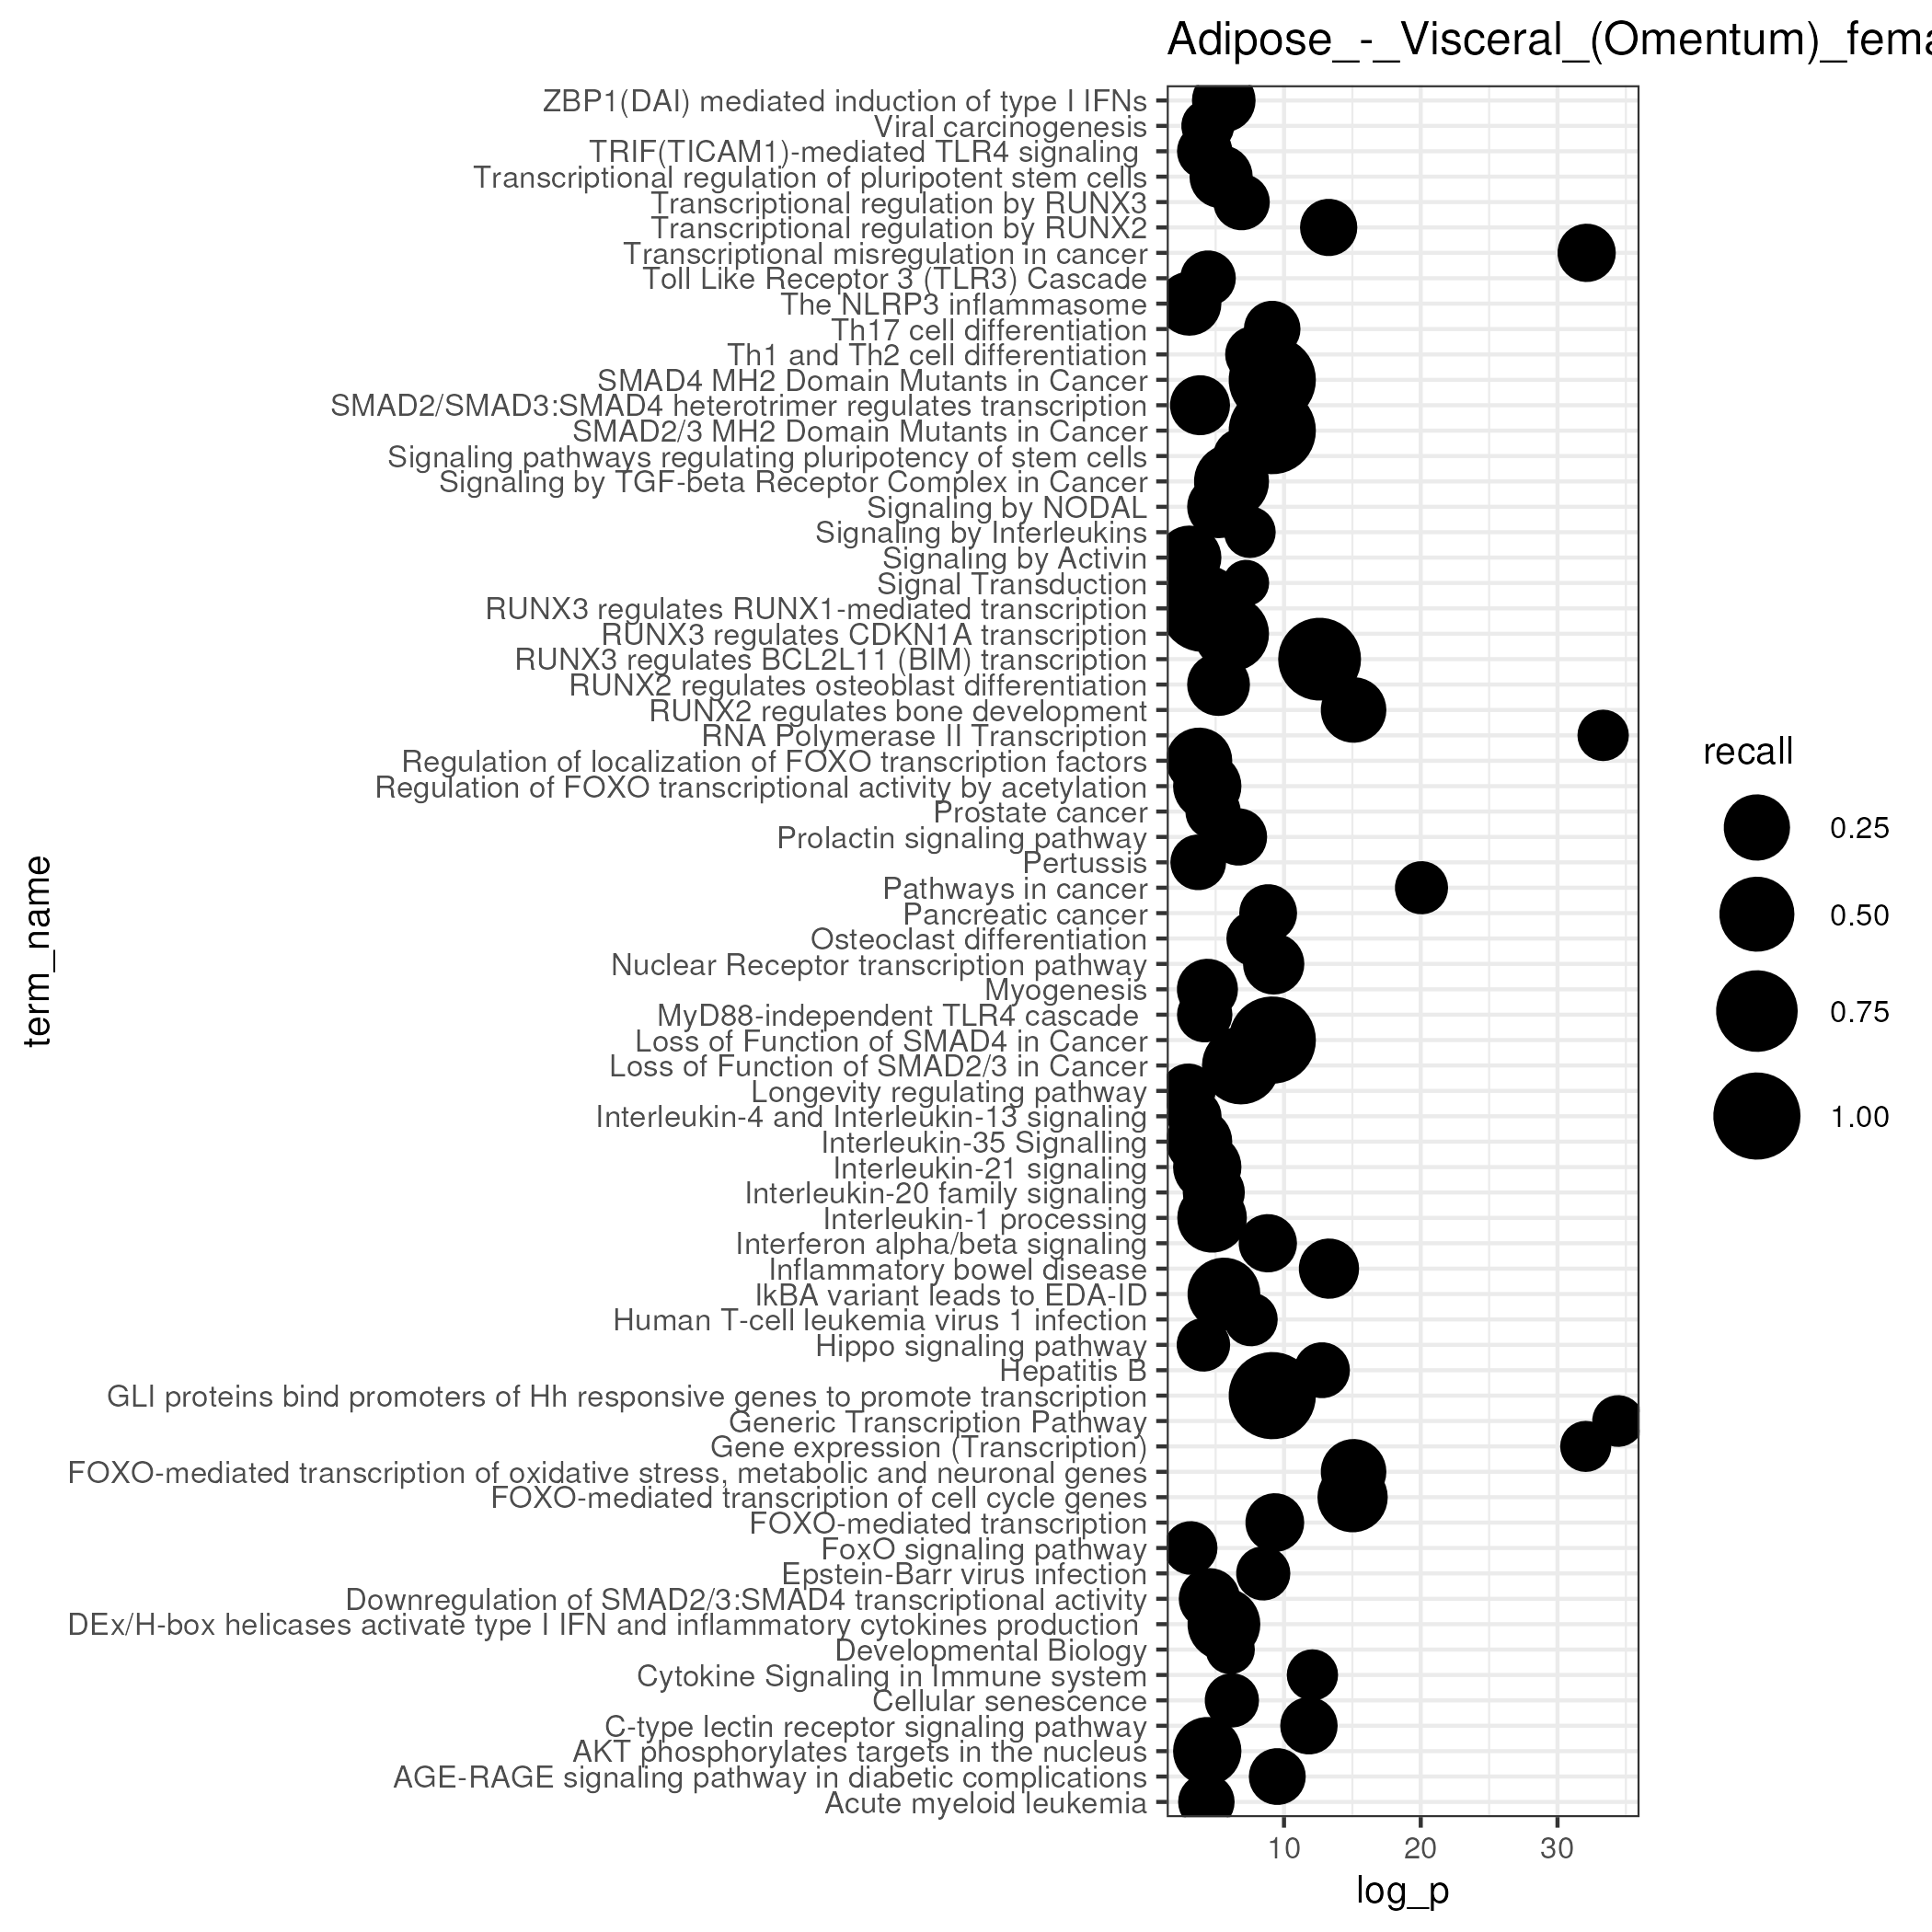 Adipose_-_Visceral_(Omentum)_fema
ZBP1(DAI) mediated induction of type I IFNs
Viral carcinogenesis
TRIF(TICAM1)-mediated TLR4 signaling
Transcriptional regulation of pluripotent stem cells
Transcriptional regulation by RUNX3
Transcriptional regulation by RUNX2
Transcriptional misregulation in cancer
Toll Like Receptor 3 (TLR3) Cascade
The NLRP3 inflammasome
Th17 cell differentiation
Th1 and Th2 cell differentiation
SMAD4 MH2 Domain Mutants in Cancer
SMAD2/SMAD3:SMAD4 heterotrimer regulates transcription
SMAD2/3 MH2 Domain Mutants in Cancer
Signaling pathways regulating pluripotency of stem cells
Signaling by TGF-beta Receptor Complex in Cancer
Signaling by NODAL
Signaling by Interleukins
Signaling by Activin
Signal Transduction
RUNX3 regulates RUNX1-mediated transcription
RUNX3 regulates CDKN1A transcription
RUNX3 regulates BCL2L11 (BIM) transcription
RUNX2 regulates osteoblast differentiation
RUNX2 regulates bone development
RNA Polymerase II Transcription
Regulation of localization of FOXO transcription factors
Regulation of FOXO transcriptional activity by acetylation
Prostate cancer
Prolactin signaling pathway
Pertussis
Pathways in cancer
Pancreatic cancer
Osteoclast differentiation
Nuclear Receptor transcription pathway
Myogenesis
MyD88-independent TLR4 cascade
Loss of Function of SMAD4 in Cancer
Loss of Function of SMAD2/3 in Cancer
Longevity regulating pathway
Interleukin-4 and Interleukin-13 signaling
Interleukin-35 Signalling
Interleukin-21 signaling
Interleukin-20 family signaling
Interleukin-1 processing
Interferon alpha/beta signaling
Inflammatory bowel disease
IkBA variant leads to EDA-ID
Human T-cell leukemia virus 1 infection
Hippo signaling pathway
Hepatitis B
GLI proteins bind promoters of Hh responsive genes to promote transcription
Generic Transcription Pathway
Gene expression (Transcription)
FOXO-mediated transcription of oxidative stress, metabolic and neuronal genes
FOXO-mediated transcription of cell cycle genes
FOXO-mediated transcription
FoxO signaling pathway
Epstein-Barr virus infection
Downregulation of SMAD2/3:SMAD4 transcriptional activity
DEx/H-box helicases activate type I IFN and inflammatory cytokines production
Developmental Biology
Cytokine Signaling in Immune system
Cellular senescence
C-type lectin receptor signaling pathway
AKT phosphorylates targets in the nucleus
AGE-RAGE signaling pathway in diabetic complications
Acute myeloid leukemia
term_name
10 20 30
log_p
recall
0.25
0.50
0.75
1.00